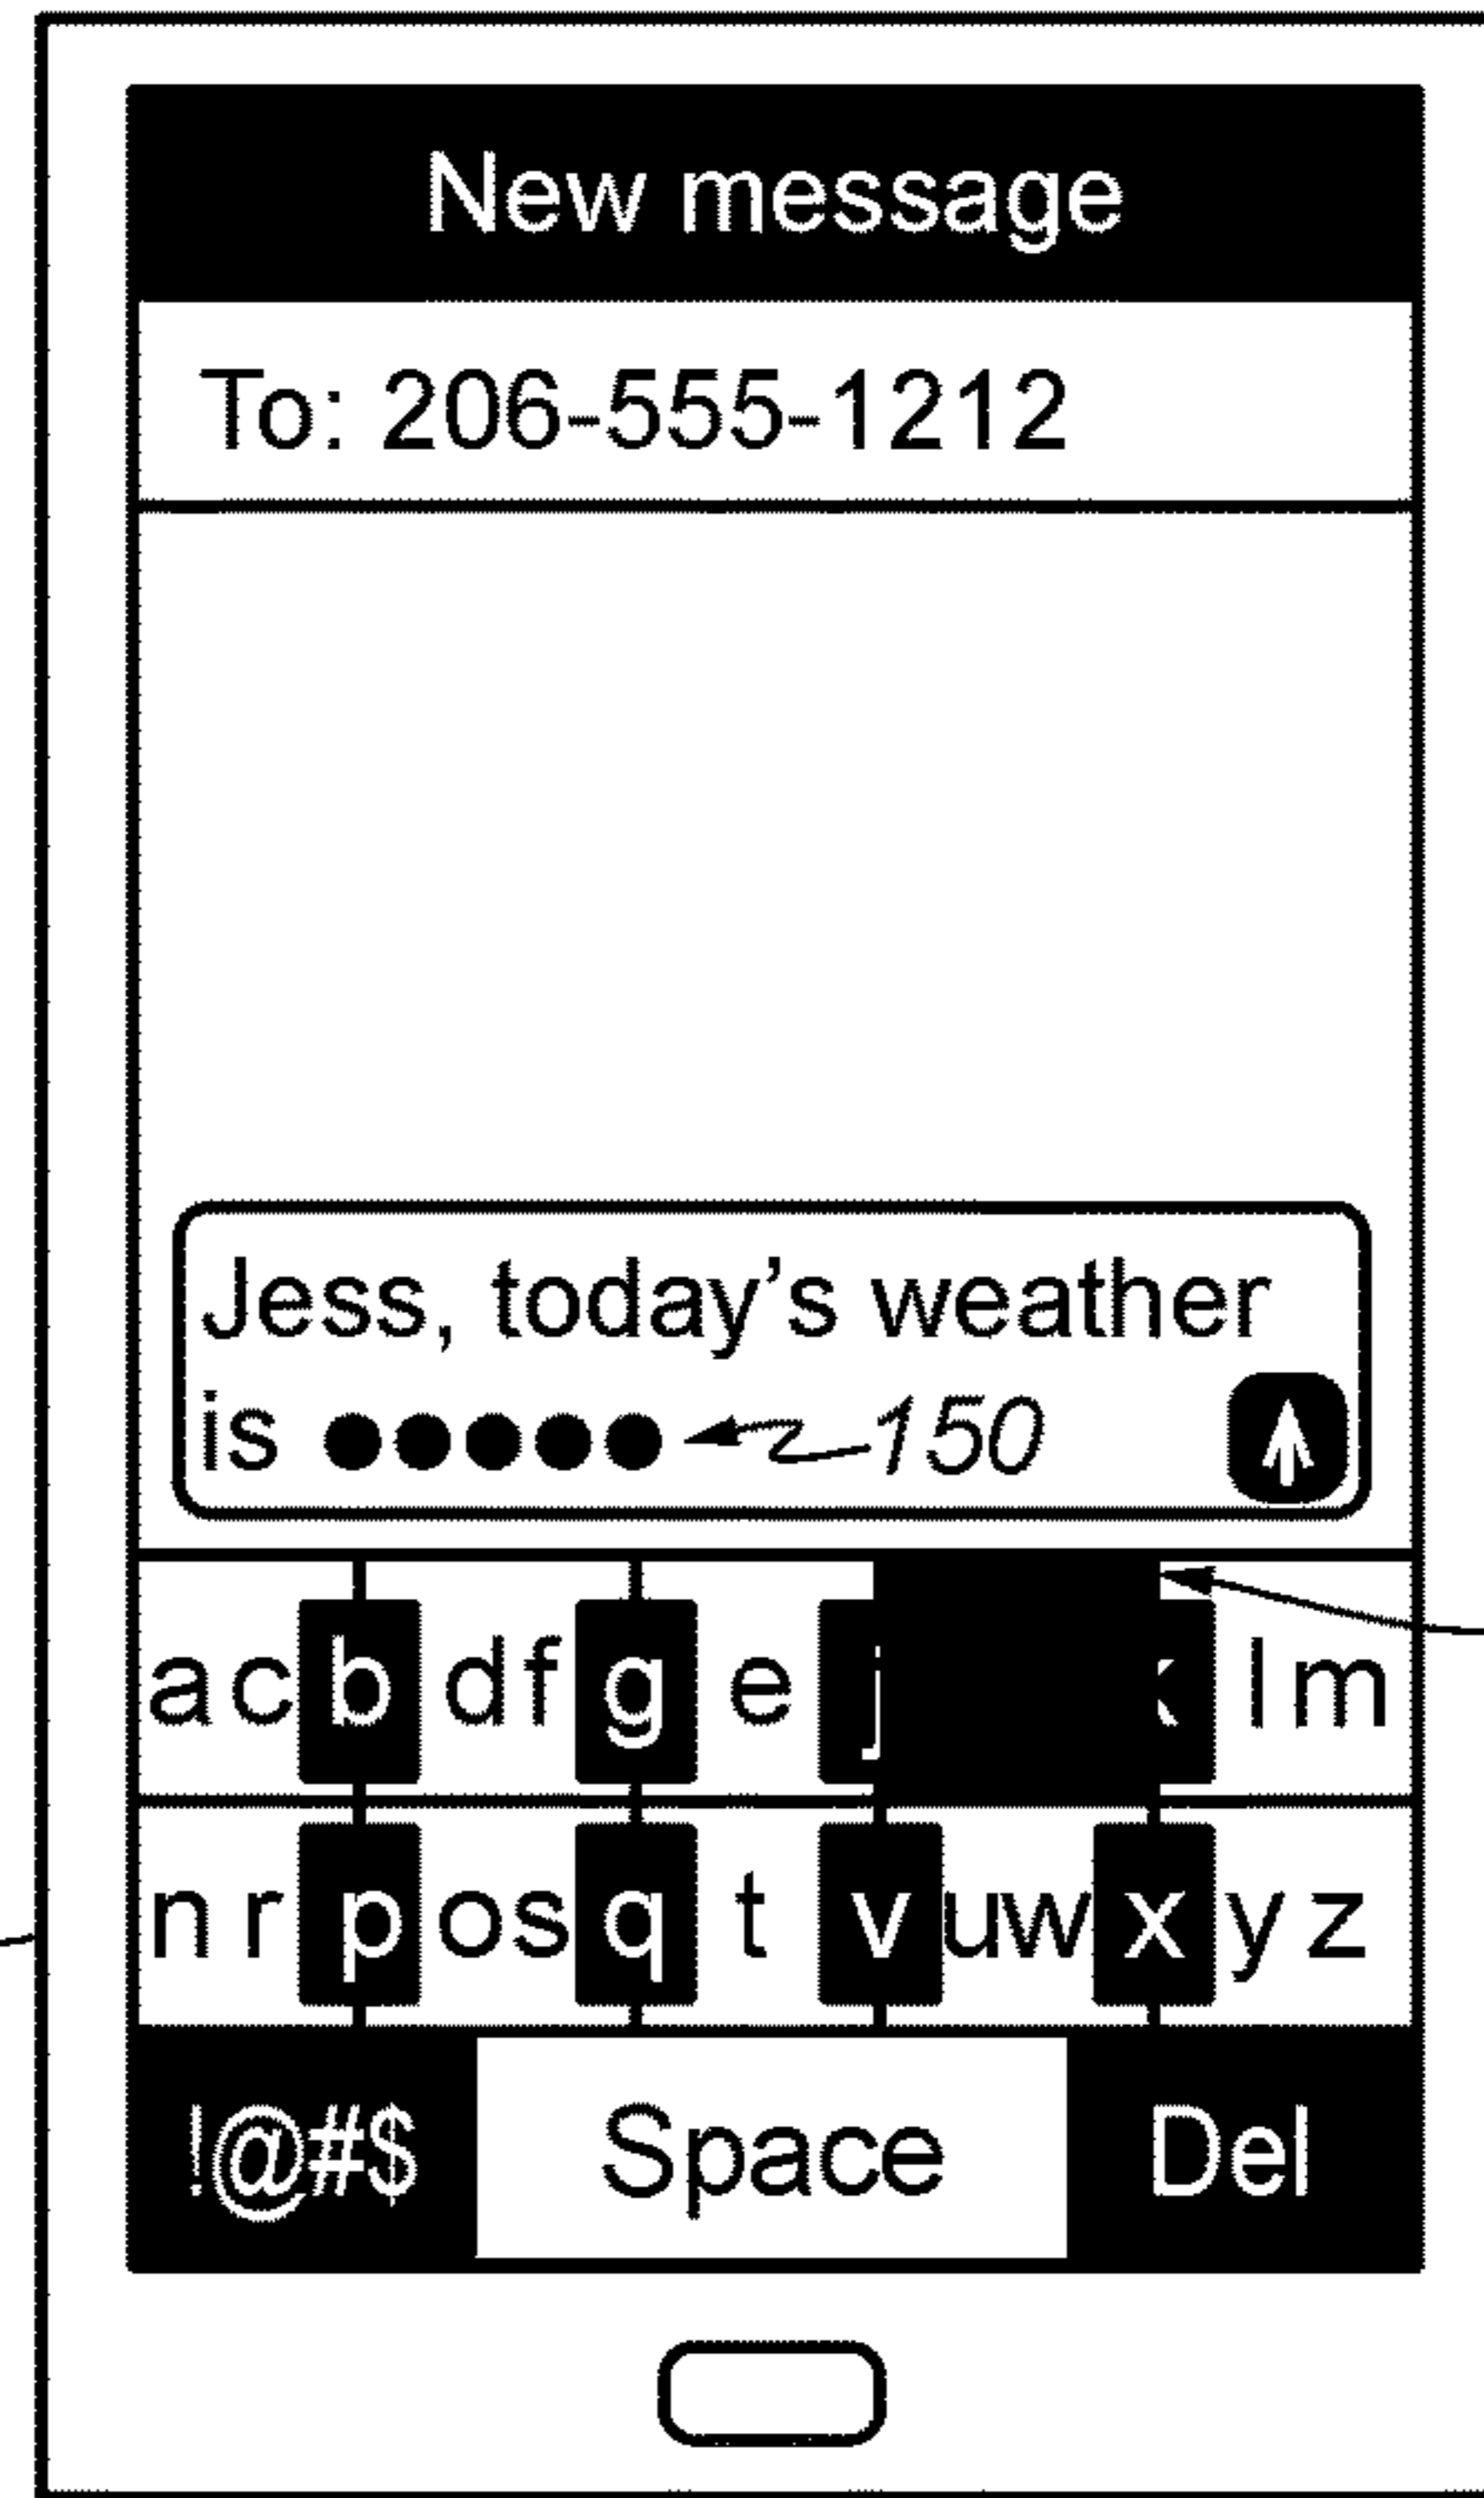 New message
To: 206-555-1212
Jess, today's weather
is ●●●●● 150
a c b d f g e j k l m
n r p o s q t v u w x y z
!@#$ Space Del